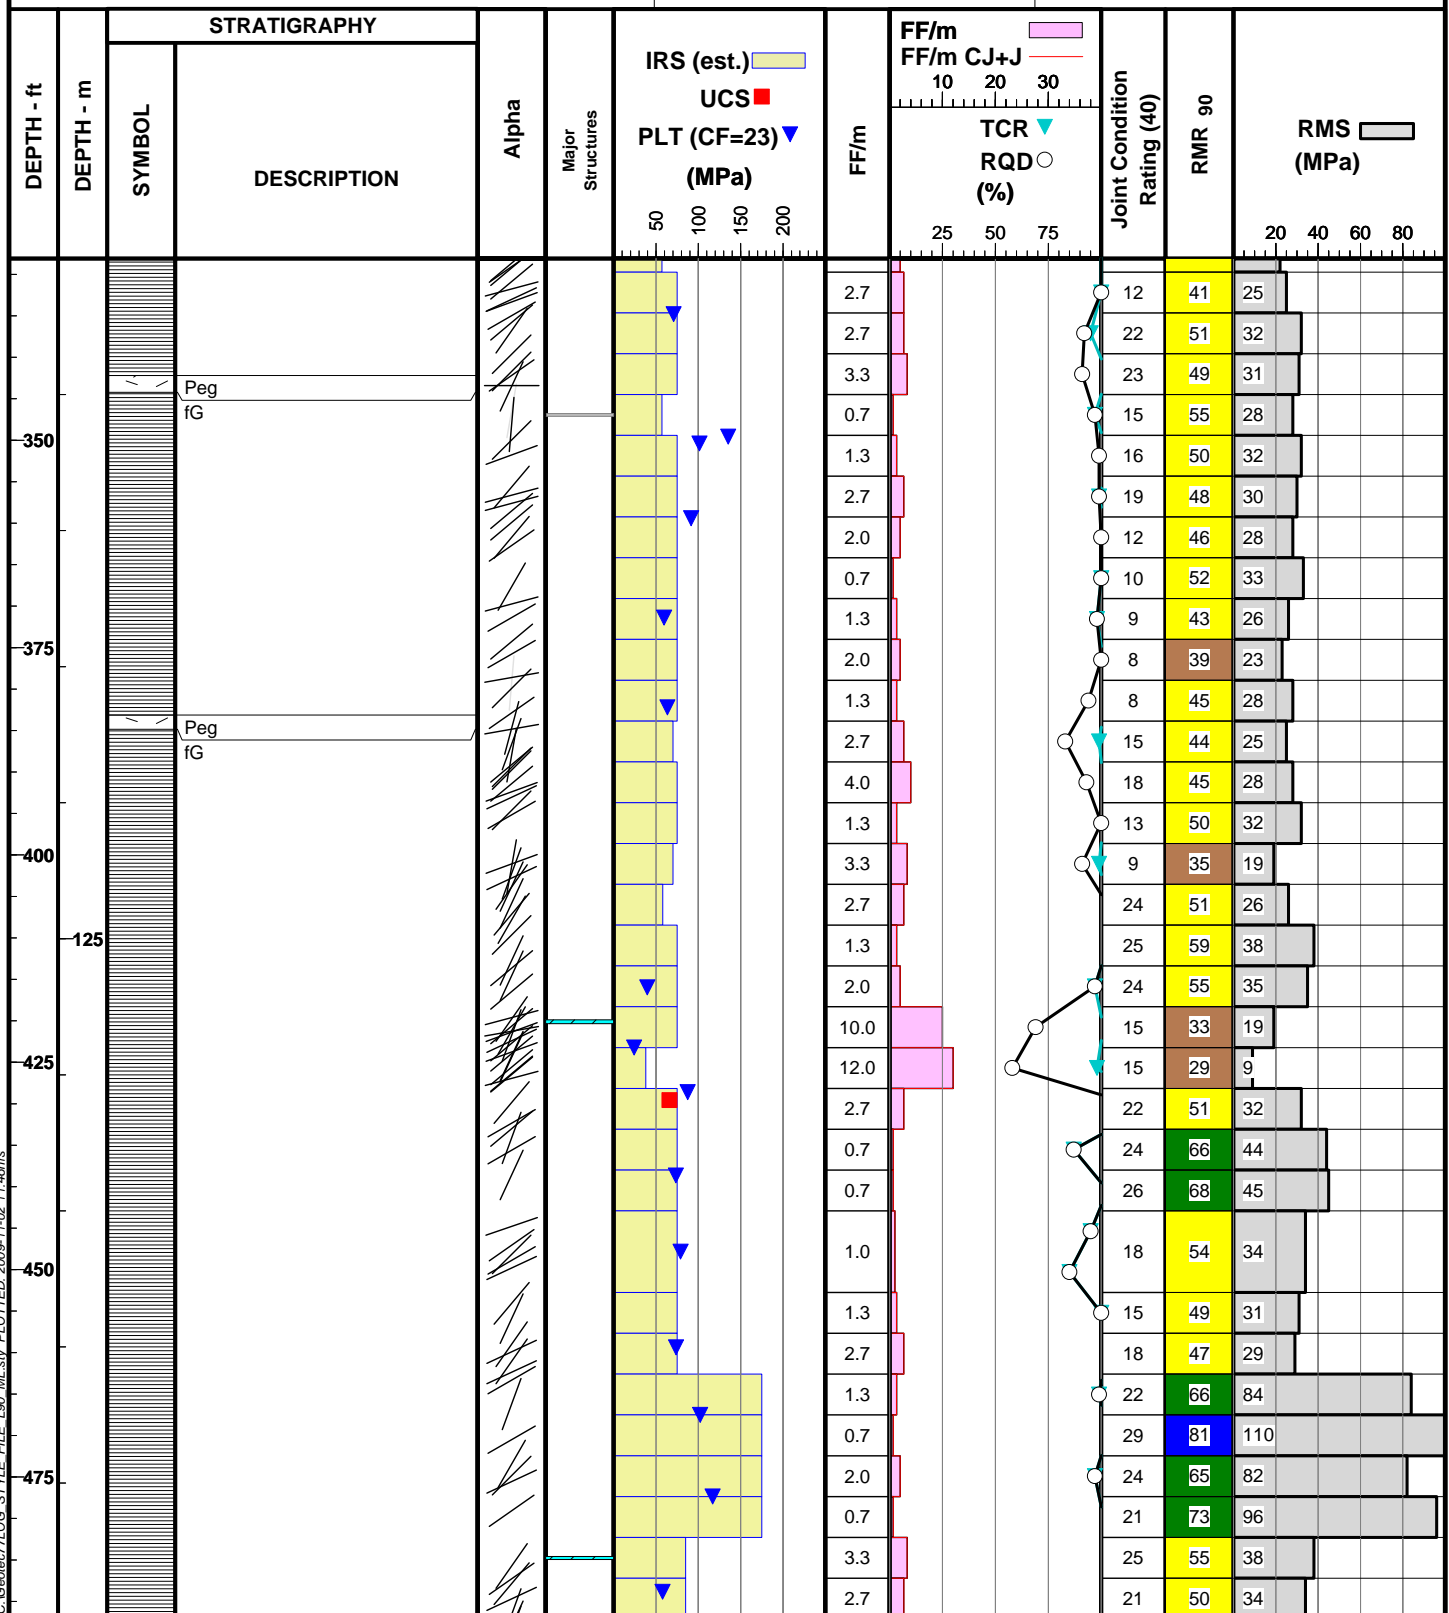 STRATIGRAPHY
DEPTH - ft
DEPTH - m
SYMBOL
DESCRIPTION
Alpha
Major
Structures
IRS (est.)
UCS
PLT (CF=23)
(MPa)
50 100 150 200
FF/m
FF/m
FF/m CJ+J
10 20 30
TCR
RQD
(%)
25 50 75
Joint Condition
Rating (40)
RMR 90
RMS
(MPa)
20 40 60 80
2.7 12 41 25
2.7 22 51 32
3.3 23 49 31
Peg
fG
0.7 15 55 28
350
1.3 16 50 32
2.7 19 48 30
2.0 12 46 28
0.7 10 52 33
1.3 9 43 26
375
2.0 8 39 23
1.3 8 45 28
Peg
fG
2.7 15 44 25
4.0 18 45 28
1.3 13 50 32
400
3.3 9 35 19
2.7 24 51 26
125
1.3 25 59 38
2.0 24 55 35
10.0 15 33 19
425
12.0 15 29 9
2.7 22 51 32
0.7 24 66 44
0.7 26 68 45
450
1.0 18 54 34
1.3 15 49 31
2.7 18 47 29
1.3 22 66 84
0.7 29 81 110
475
2.0 24 65 82
0.7 21 73 96
3.3 25 55 38
2.7 21 50 34